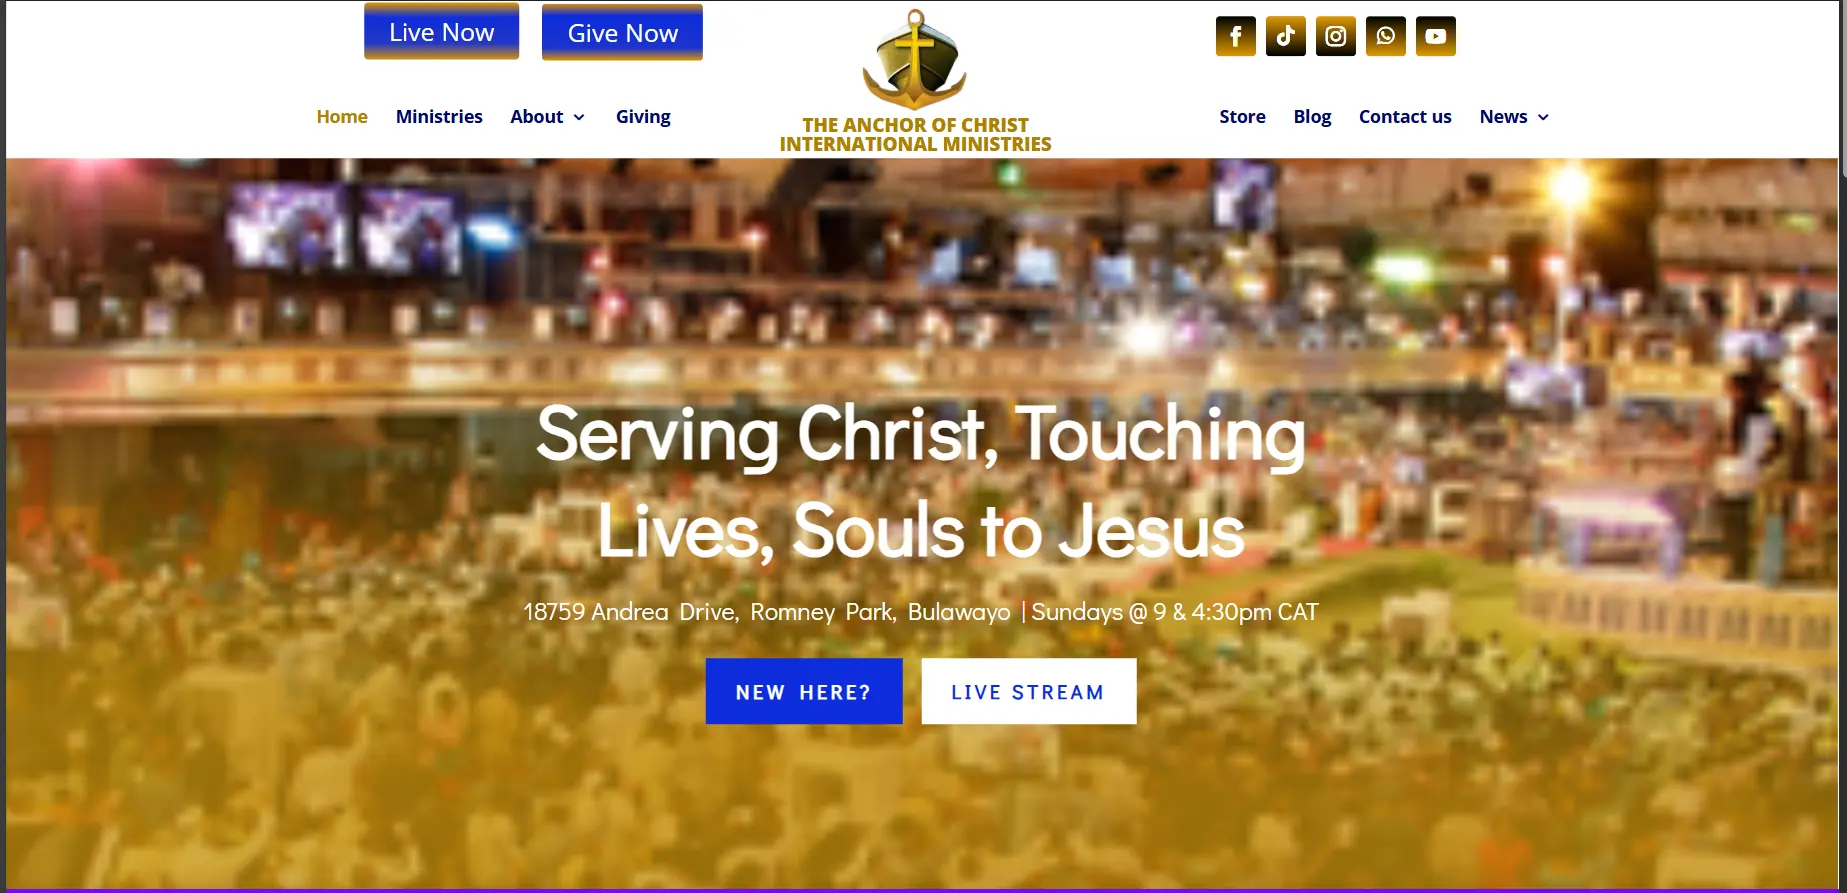 Live Now
Give Now
Home
Ministries
About
Giving
THE ANCHOR OF CHRIST
INTERNATIONAL MINISTRIES
Store
Blog
Contact us
News
Serving Christ, Touching
Lives, Souls to Jesus
18759 Andrea Drive, Romney Park, Bulawayo | Sundays @ 9 & 4:30pm CAT
NEW HERE?
LIVE STREAM